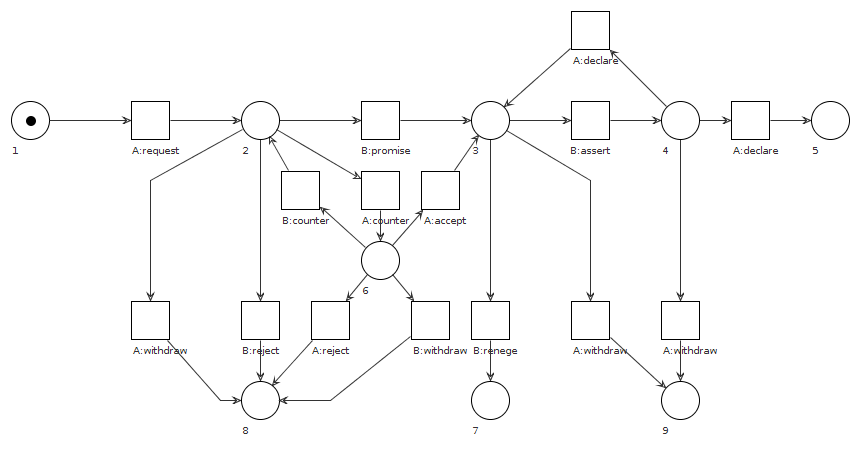 A:declare
1
A:request
2
B:promise
3
B:assert
4
A:declare
5
B:counter
A:counter
A:accept
6
A:withdraw
B:reject
A:reject
B:withdraw
B:renege
A:withdraw
A:withdraw
8
7
9